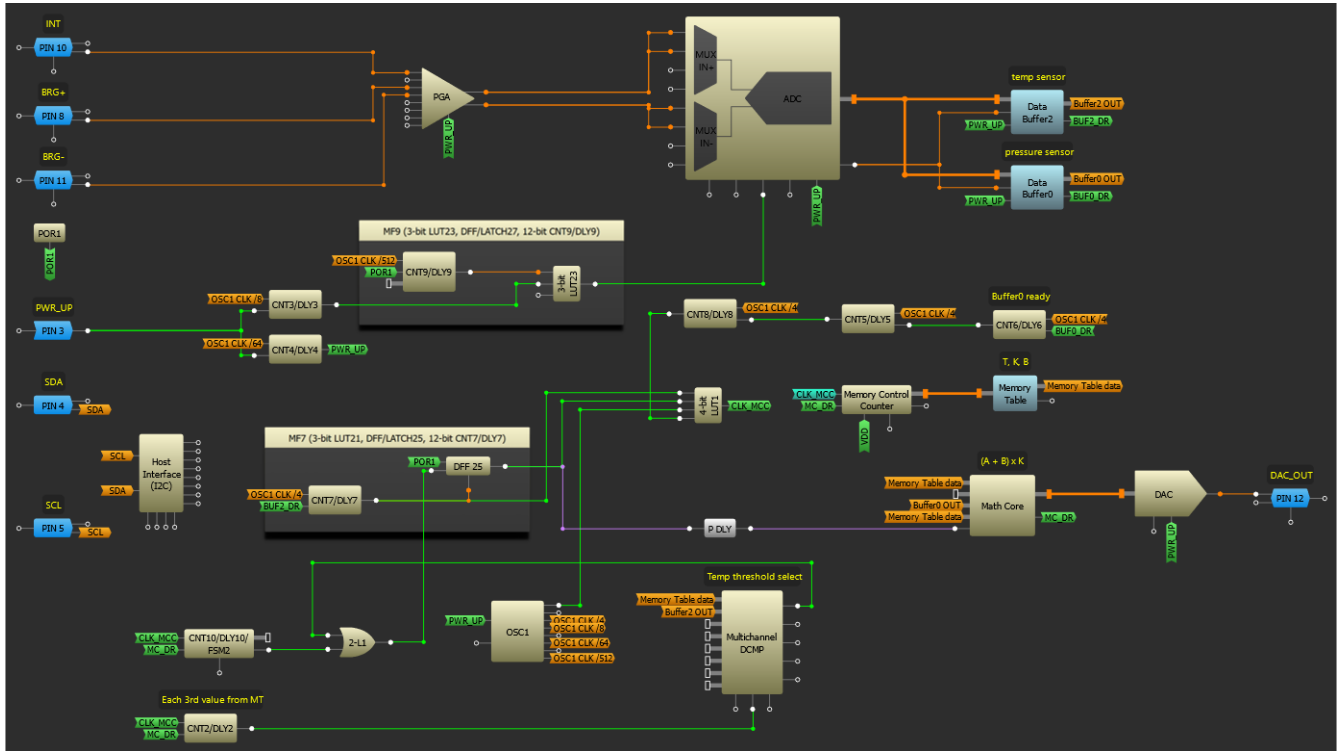 INT
PIN 10
BRG+
PIN 8
BRG-
PIN 11
PGA
PWR_UP
MUX
IN+
MUX
IN-
ADC
PWR_UP
temp sensor
Data
Buffer2
PWR_UP
Buffer2 OUT
BUF2_DR
pressure sensor
Data
Buffer0
PWR_UP
Buffer0 OUT
BUF0_DR
POR1
POR1
MF9 (3-bit LUT23, DFF/LATCH27, 12-bit CNT9/DLY9)
OSC1 CLK /512
POR1
CNT9/DLY9
3-bit
LUT23
PWR_UP
PIN 3
OSC1 CLK /8
CNT3/DLY3
OSC1 CLK /64
CNT4/DLY4
PWR_UP
CNT8/DLY8
OSC1 CLK /4
CNT5/DLY5
OSC1 CLK /4
Buffer0 ready
CNT6/DLY6
OSC1 CLK /4
BUF0_DR
SDA
PIN 4
SDA
4-bit
LUT1
CLK_MCC
CLK_MCC
MC_DR
Memory Control
Counter
VDD
T, K, B
Memory
Table
Memory Table data
SCL
SDA
Host
Interface
(I2C)
SCL
PIN 5
SCL
MF7 (3-bit LUT21, DFF/LATCH25, 12-bit CNT7/DLY7)
POR1
DFF 25
OSC1 CLK /4
BUF2_DR
CNT7/DLY7
P DLY
(A + B) x K
Memory Table data
Buffer0 OUT
Memory Table data
Math Core
MC_DR
DAC
PWR_UP
DAC_OUT
PIN 12
CLK_MCC
MC_DR
CNT10/DLY10/
FSM2
2-L1
PWR_UP
OSC1
OSC1 CLK /4
OSC1 CLK /8
OSC1 CLK /64
OSC1 CLK /512
Temp threshold select
Memory Table data
Buffer2 OUT
Multichannel
DCMP
Each 3rd value from MT
CLK_MCC
MC_DR
CNT2/DLY2